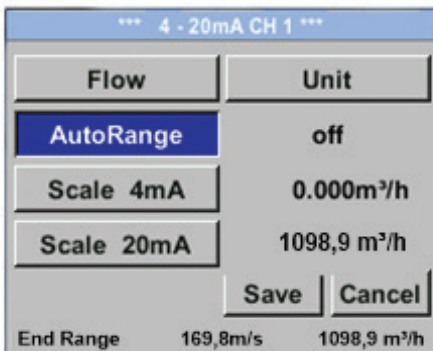 *** 4 - 20mA CH 1 ***
Flow Unit
AutoRange off
Scale 4mA 0.000m³/h
Scale 20mA 1098,9 m³/h
Save Cancel
End Range 169,8m/s 1098,9 m³/h